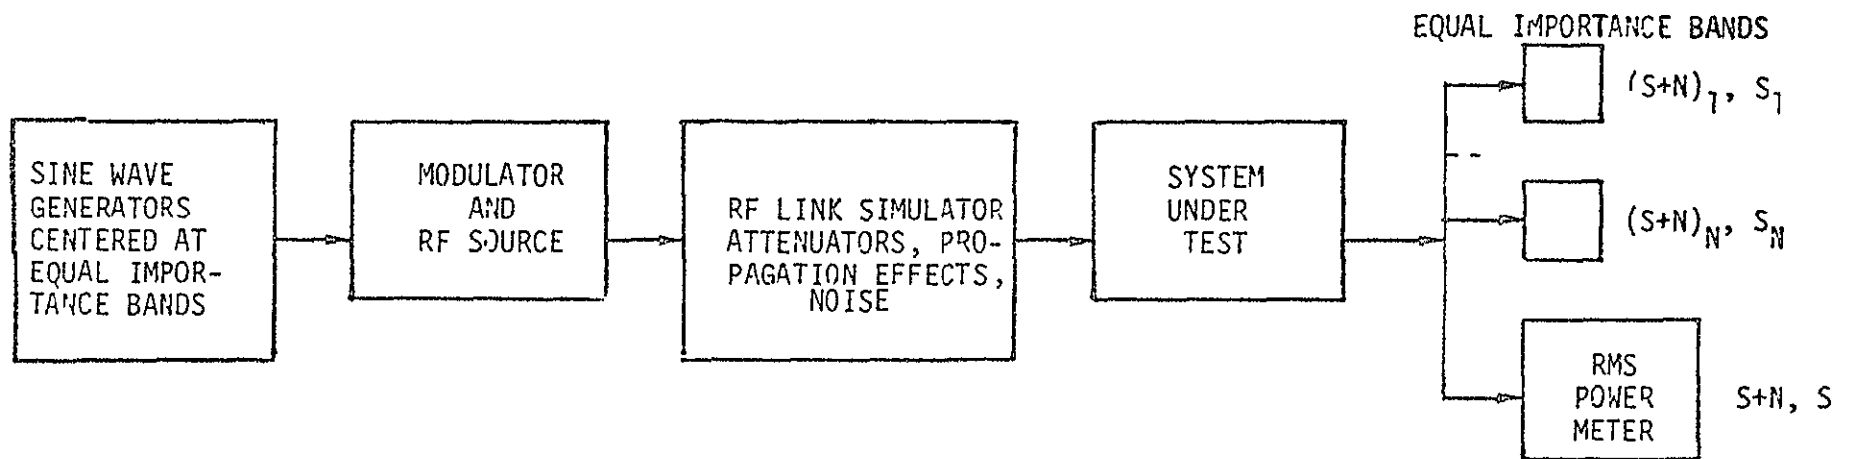 EQUAL IMPORTANCE BANDS
(S+N)1, S1
SINE WAVE
GENERATORS
CENTERED AT
EQUAL IMPOR-
TANCE BANDS
MODULATOR
AND
RF SOURCE
RF LINK SIMULATOR
ATTENUATORS, PRO-
PAGATION EFFECTS,
NOISE
SYSTEM
UNDER
TEST
(S+N)N, SN
RMS
POWER
METER
S+N, S